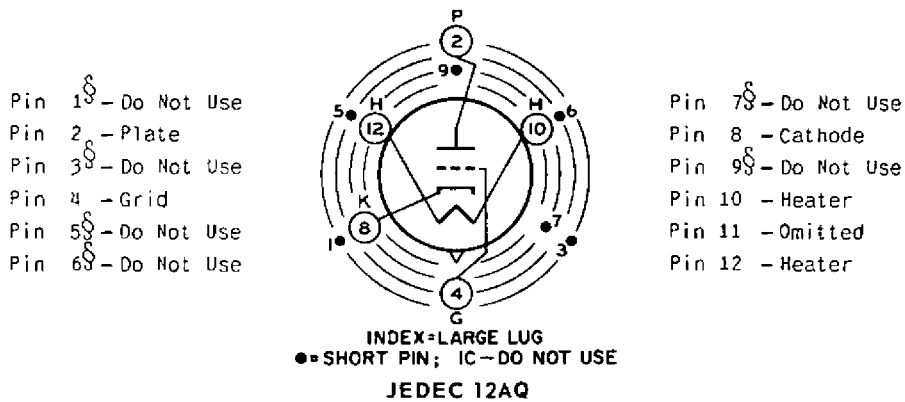 Pin 1§ - Do Not Use
Pin 2 - Plate
Pin 3§ - Do Not Use
Pin 4 - Grid
Pin 5§ - Do Not Use
Pin 6§ - Do Not Use
P
2
9
5
H
12
H
10
6
K
8
1
7
3
4
G
Pin 7§ - Do Not Use
Pin 8 - Cathode
Pin 9§ - Do Not Use
Pin 10 - Heater
Pin 11 - Omitted
Pin 12 - Heater
INDEX=LARGE LUG
●=SHORT PIN; IC-DO NOT USE
JEDEC 12AQ